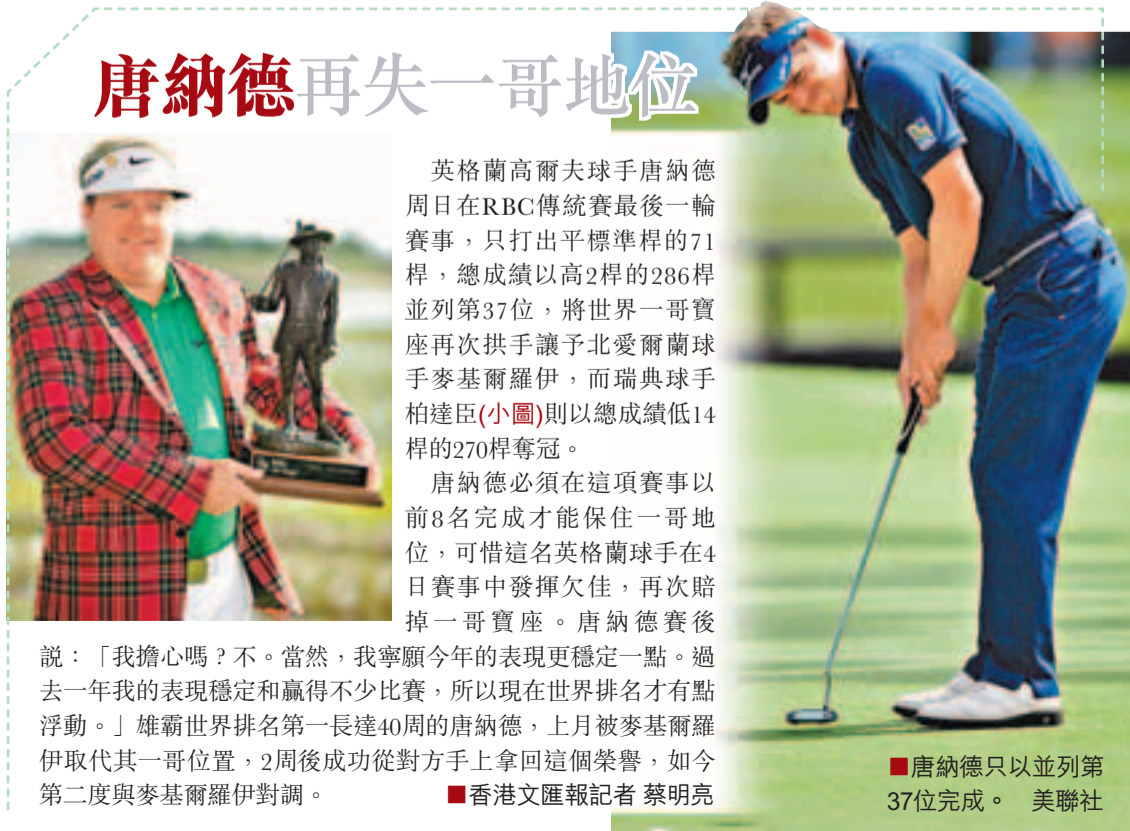 唐納德再失一哥地位
英格蘭高爾夫球手唐納德
周日在RBC傳統賽最後一輪
賽事，只打出平標準桿的71
桿，總成績以高2桿的286桿
並列第37位，將世界一哥寶
座再次拱手讓予北愛爾蘭球
手麥基爾羅伊，而瑞典球手
柏達臣(小圖)則以總成績低14
桿的270桿奪冠。
唐納德必須在這項賽事以
前8名完成才能保住一哥地
位，可惜這名英格蘭球手在4
日賽事中發揮欠佳，再次賠
掉一哥寶座。唐納德賽後
説：「我擔心嗎？不。當然，我寧願今年的表現更穩定一點。過
去一年我的表現穩定和贏得不少比賽，所以現在世界排名才有點
浮動。」雄霸世界排名第一長達40周的唐納德，上月被麥基爾羅
伊取代其一哥位置，2周後成功從對方手上拿回這個榮譽，如今
第二度與麥基爾羅伊對調。
■香港文匯報記者 蔡明亮
■唐納德只以並列第
37位完成。 美聯社